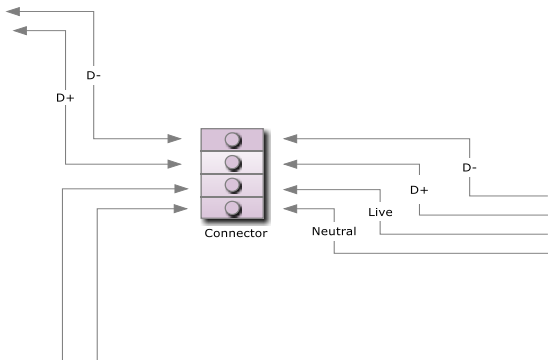 D-
D+
D-
D+
Live
Neutral
Connector